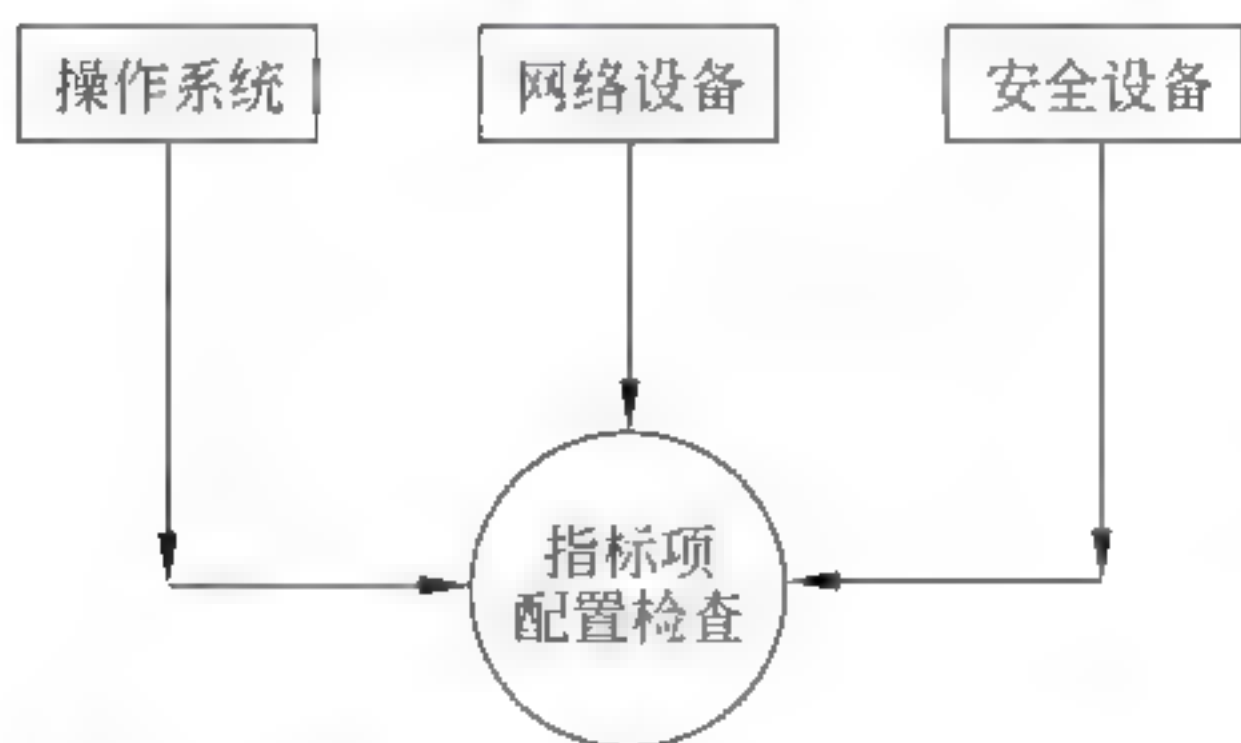 操作系统
网络设备
安全设备
指标项
配置检查